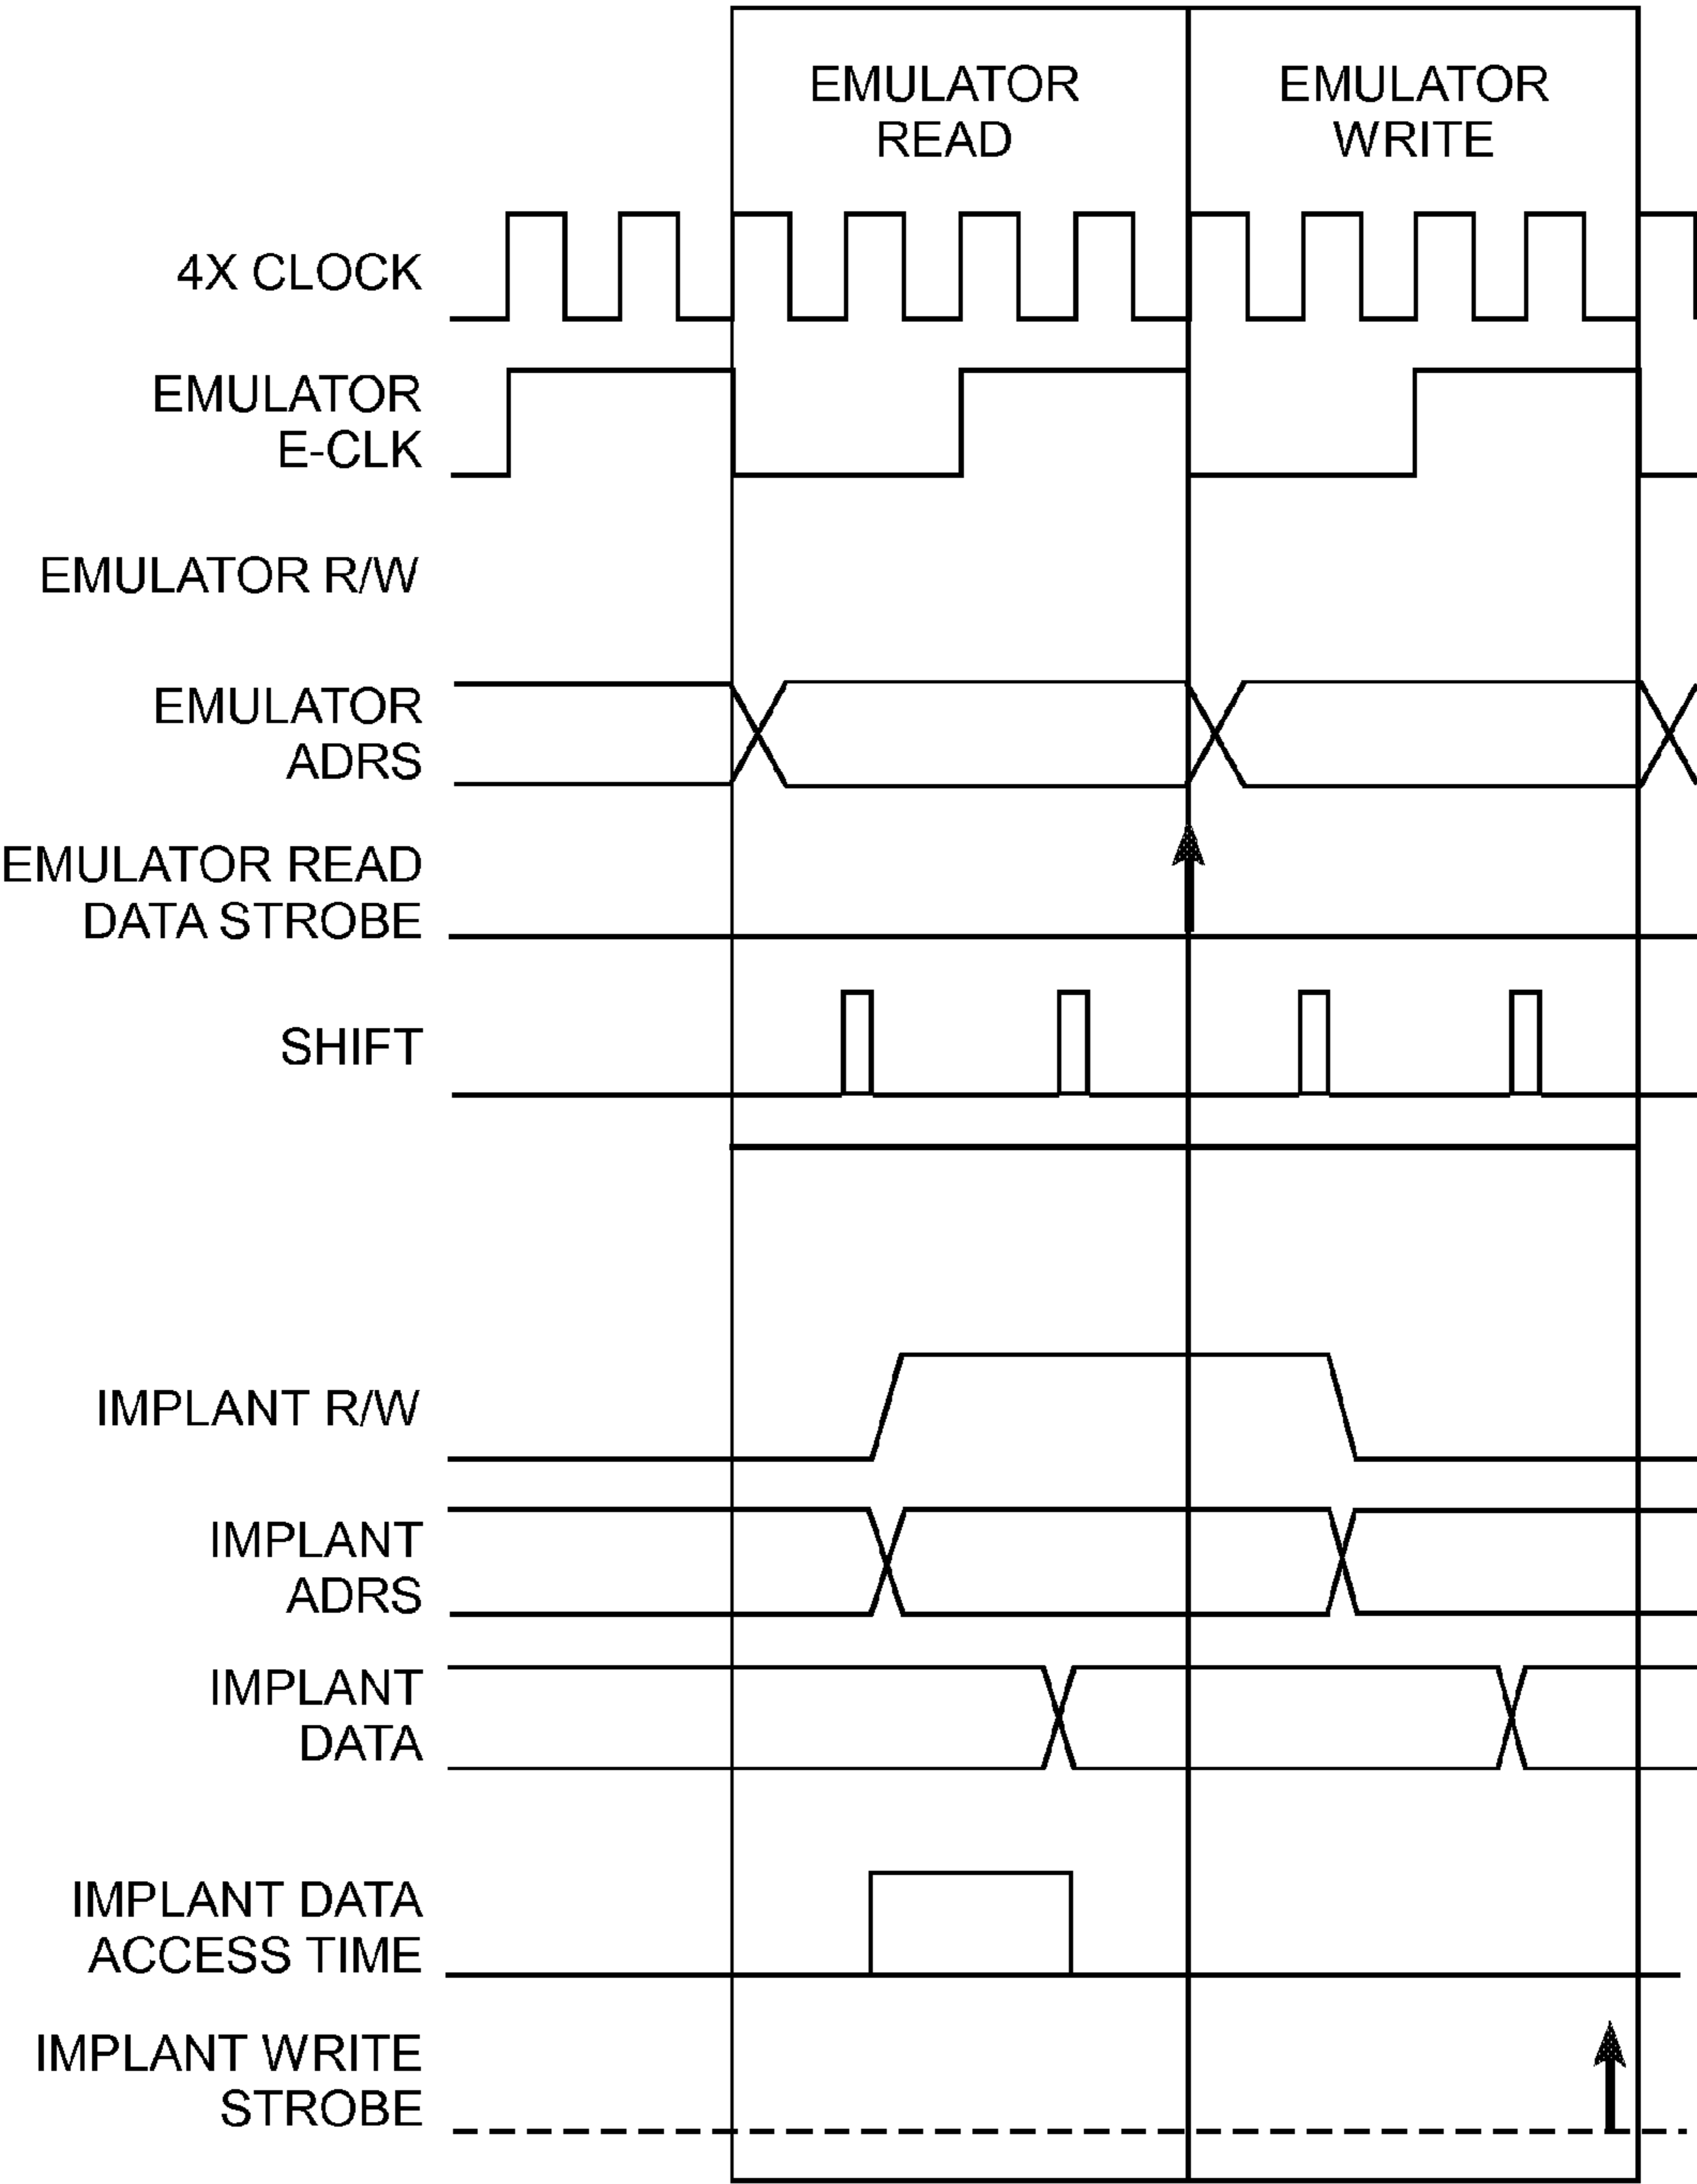 EMULATOR
READ
EMULATOR
WRITE
4X CLOCK
EMULATOR
E-CLK
EMULATOR R/W
EMULATOR
ADRS
EMULATOR READ
DATA STROBE
SHIFT
IMPLANT R/W
IMPLANT
ADRS
IMPLANT
DATA
IMPLANT DATA
ACCESS TIME
IMPLANT WRITE
STROBE